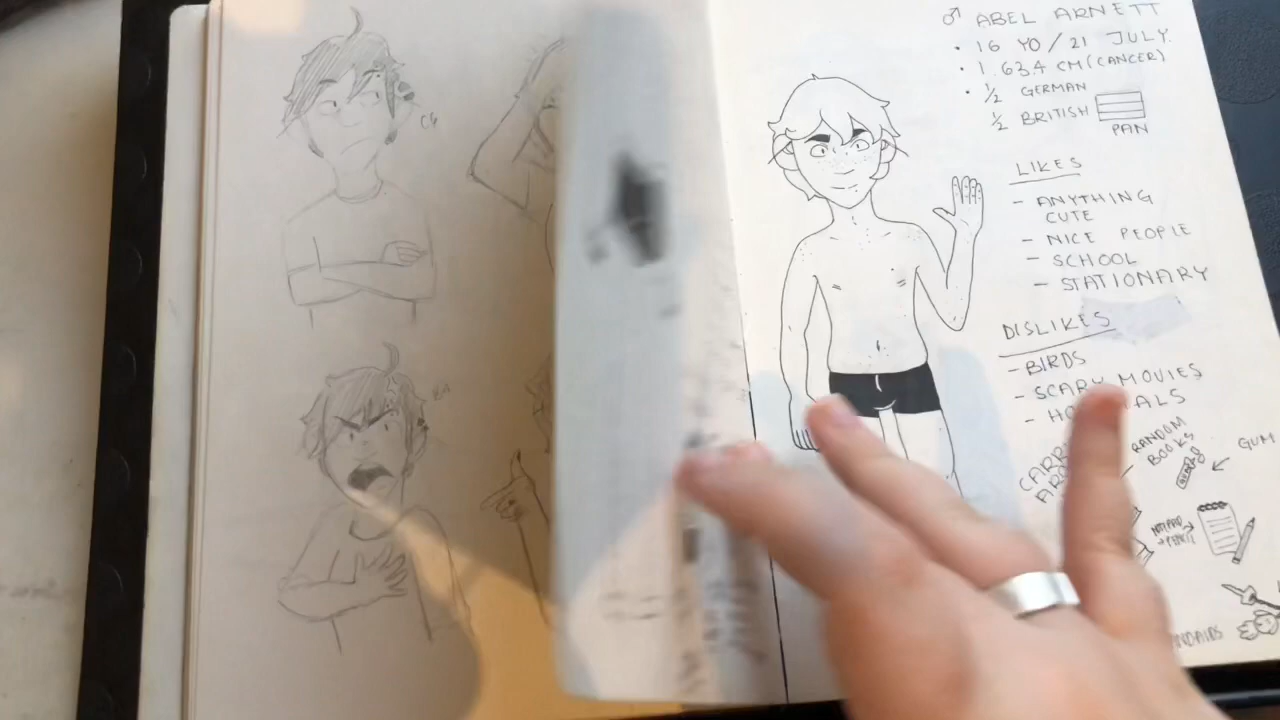 ♂ ABEL ARNETT
• 16 YO / 21 JULY
• 1.634 CM (CANCER)
• 1/2 GERMAN
1/2 BRITISH
PAN
LIKES
- ANYTHING
CUTE
- NICE PEOPLE
- SCHOOL
- STATIONARY
DISLIKES
- BIRDS
- SCARY MOVIES
RANDOM
BOOKS
GUM